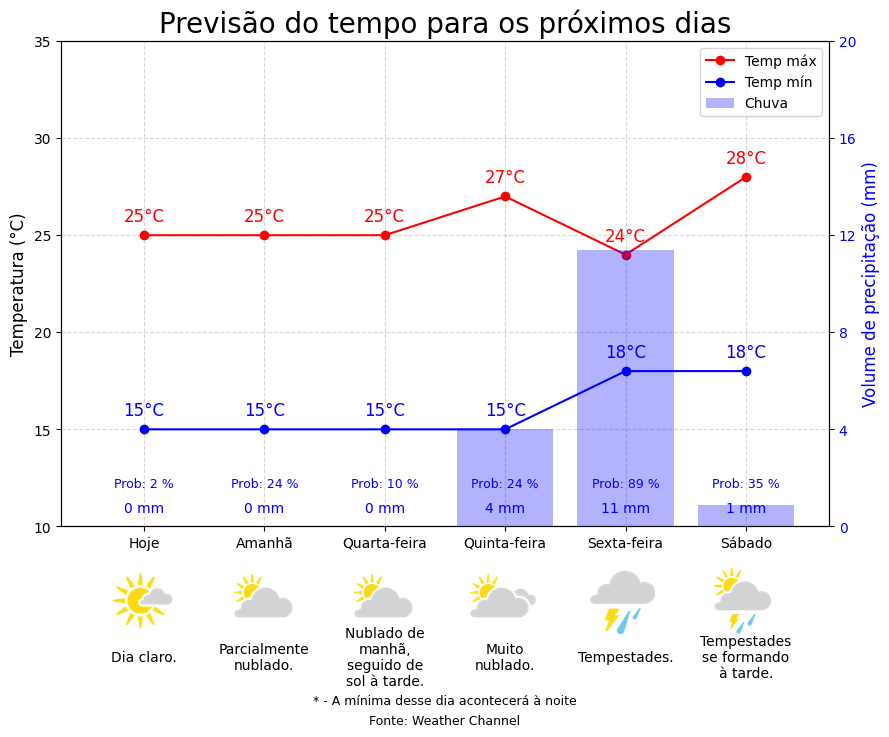 Previsão do tempo para os próximos dias
Temperatura (°C)
35
30
25
20
15
10
Temp máx
Temp mín
Chuva
20
16
12
8
4
0
Volume de precipitação (mm)
25°C
25°C
25°C
27°C
24°C
28°C
15°C
15°C
15°C
15°C
18°C
18°C
Prob: 2 %
Prob: 24 %
Prob: 10 %
Prob: 24 %
Prob: 89 %
Prob: 35 %
0 mm
0 mm
0 mm
4 mm
11 mm
1 mm
Hoje
Amanhã
Quarta-feira
Quinta-feira
Sexta-feira
Sábado
Dia claro.
Parcialmente
nublado.
Nublado de
manhã,
seguido de
sol à tarde.
Muito
nublado.
Tempestades.
Tempestades
se formando
à tarde.
* - A mínima desse dia acontecerá à noite
Fonte: Weather Channel